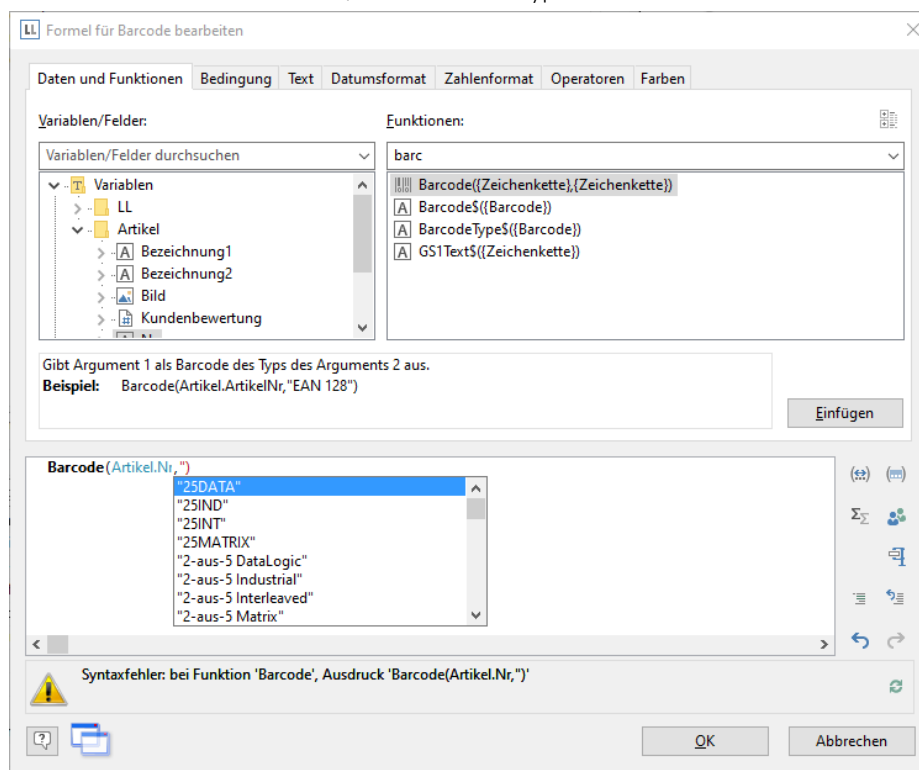 LL Formel für Barcode bearbeiten
Daten und Funktionen Bedingung Text Datumsformat Zahlenformat Operatoren Farben
Variablen/Felder: Funktionen:
Variablen/Felder durchsuchen barc
Variablen Barcode({Zeichenkette},{Zeichenkette})
LL Barcode$({Barcode})
Artikel BarcodeType$({Barcode})
Bezeichnung1 GS1Text$({Zeichenkette})
Bezeichnung2
Bild
Kundenbewertung
Gibt Argument 1 als Barcode des Typs des Arguments 2 aus.
Beispiel: Barcode(Artikel.ArtikelNr,"EAN 128")
Einfügen
Barcode(Artikel.Nr,")
"25DATA"
"25IND"
"25INT"
"25MATRIX"
"2-aus-5 DataLogic"
"2-aus-5 Industrial"
"2-aus-5 Interleaved"
"2-aus-5 Matrix"
Syntaxfehler: bei Funktion 'Barcode', Ausdruck 'Barcode(Artikel.Nr,")'
OK Abbrechen